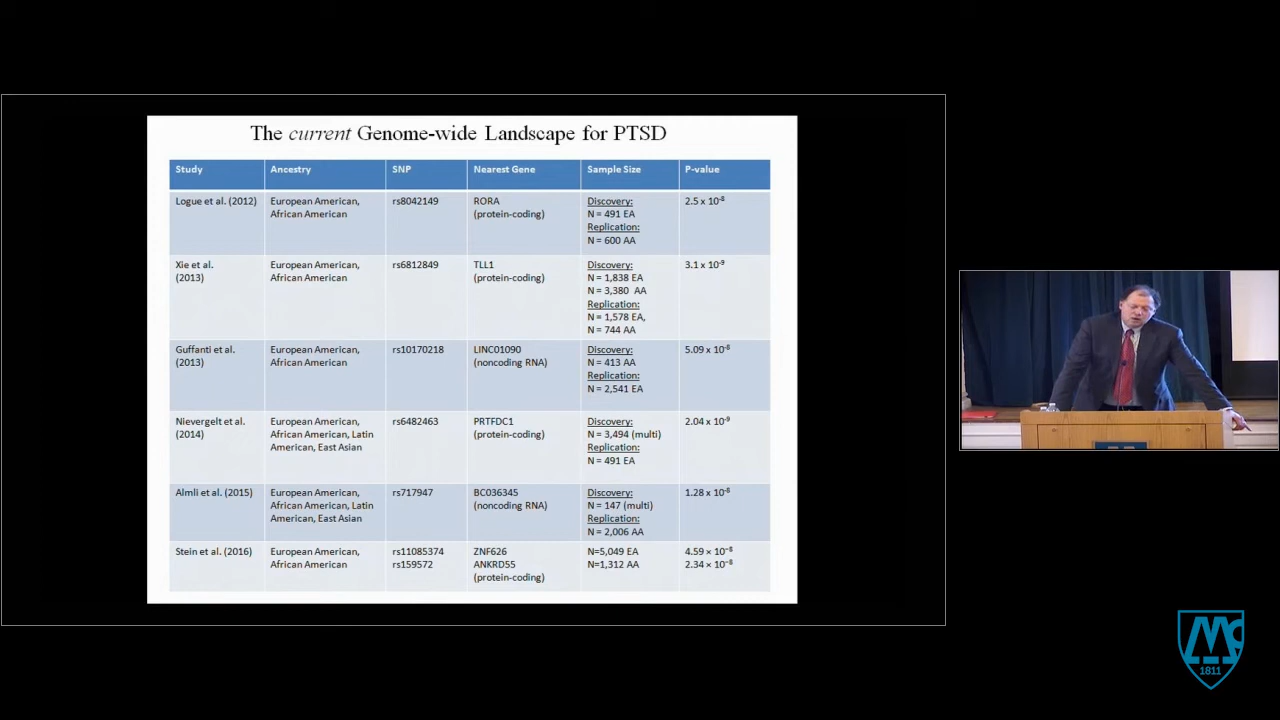 The current Genome-wide Landscape for PTSD
Study Ancestry SNP Nearest Gene Sample Size P-value
Logue et al. (2012) European American, rs8042149 RORA Discovery: 2.5 x 10⁻⁸
African American (protein-coding) N = 491 EA
Replication:
N = 600 AA
Xie et al. European American, rs6812849 TLL1 Discovery: 3.1 x 10⁻⁹
(2013) African American (protein-coding) N = 1,838 EA
N = 3,380 AA
Replication:
N = 1,578 EA,
N = 744 AA
Guffanti et al. European American, rs10170218 LINC01090 Discovery: 5.09 x 10⁻⁸
(2013) African American (noncoding RNA) N = 413 AA
Replication:
N = 2,541 EA
Nievergelt et al. European American, rs6482463 PRTFDC1 Discovery: 2.04 x 10⁻⁹
(2014) African American, Latin (protein-coding) N = 3,494 (multi)
American, East Asian Replication:
N = 491 EA
Almli et al. (2015) European American, rs717947 BC036345 Discovery: 1.28 x 10⁻⁸
African American, Latin (noncoding RNA) N = 147 (multi)
American, East Asian Replication:
N = 2,006 AA
Stein et al. (2016) European American, rs11085374 ZNF626 N=5,049 EA 4.59 × 10⁻⁸
African American rs159572 ANKRD55 N=1,312 AA 2.34 × 10⁻⁸
(protein-coding)
Mc
1811